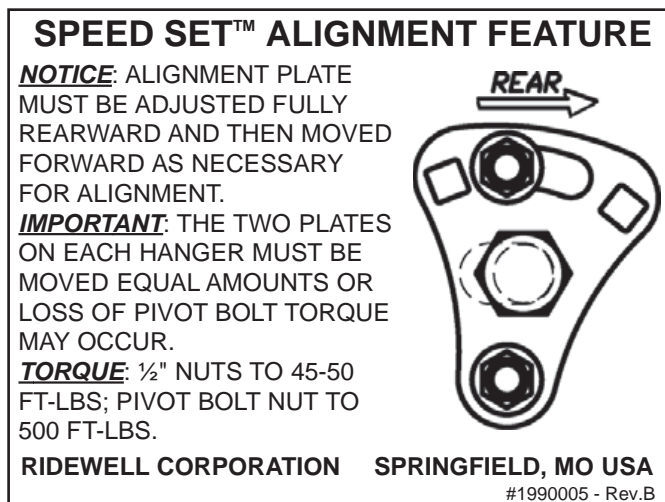 SPEED SET™ ALIGNMENT FEATURE
NOTICE: ALIGNMENT PLATE
MUST BE ADJUSTED FULLY
REARWARD AND THEN MOVED
FORWARD AS NECESSARY
FOR ALIGNMENT.
IMPORTANT: THE TWO PLATES
ON EACH HANGER MUST BE
MOVED EQUAL AMOUNTS OR
LOSS OF PIVOT BOLT TORQUE
MAY OCCUR.
TORQUE: ½" NUTS TO 45-50
FT-LBS; PIVOT BOLT NUT TO
500 FT-LBS.
REAR
RIDEWELL CORPORATION SPRINGFIELD, MO USA
#1990005 - Rev.B